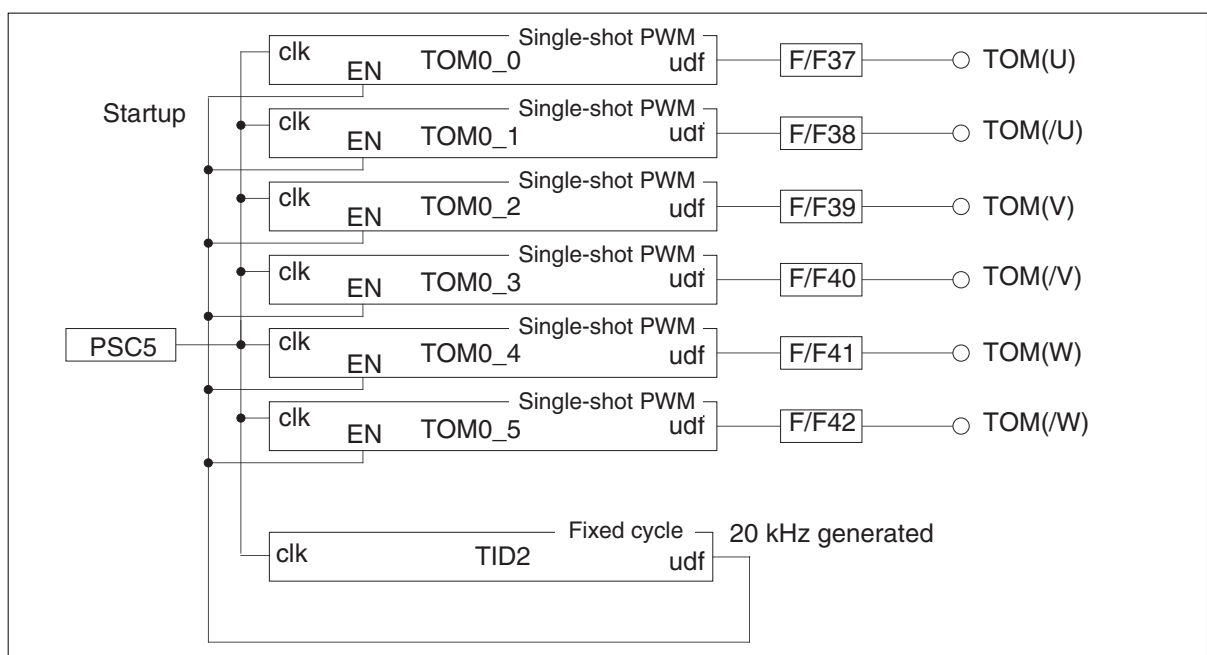 Single-shot PWM
clk
EN
TOM0_0
udf
F/F37
TOM(U)
Startup
Single-shot PWM
clk
EN
TOM0_1
udf
F/F38
TOM(/U)
Single-shot PWM
clk
EN
TOM0_2
udf
F/F39
TOM(V)
Single-shot PWM
clk
EN
TOM0_3
udf
F/F40
TOM(/V)
PSC5
Single-shot PWM
clk
EN
TOM0_4
udf
F/F41
TOM(W)
Single-shot PWM
clk
EN
TOM0_5
udf
F/F42
TOM(/W)
Fixed cycle
20 kHz generated
clk
TID2
udf